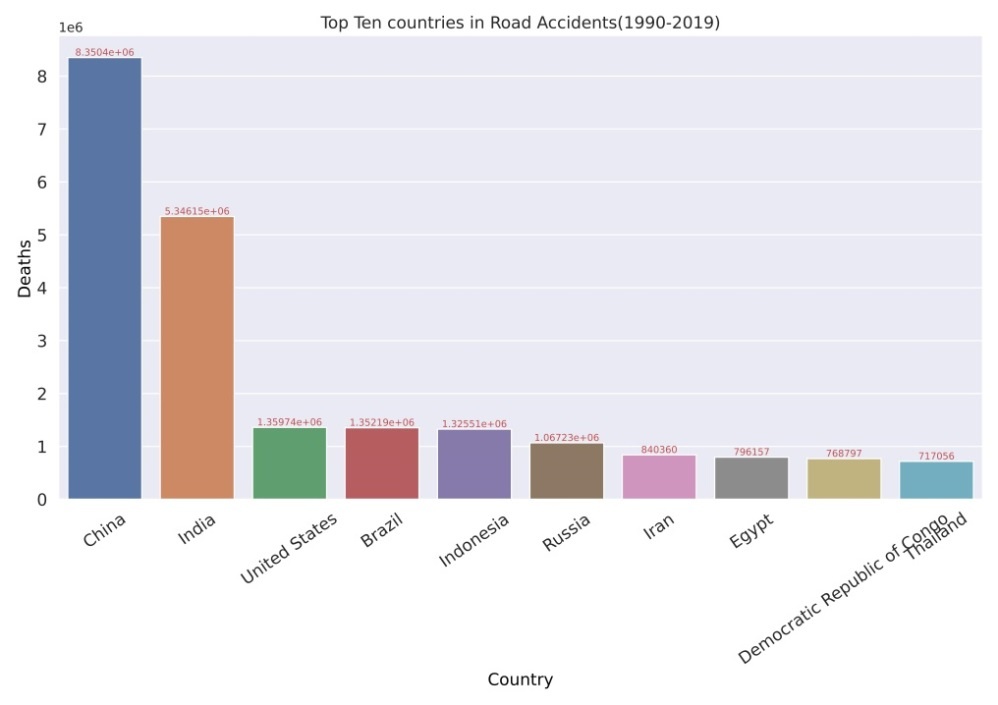 Top Ten countries in Road Accidents(1990-2019)
1e6
8.3504e+06
8
7
6
5.34615e+06
5
Deaths
4
3
2
1.35974e+06 1.35219e+06 1.32551e+06
1.06723e+06
1
840360 796157 768797 717056
0
China India United States Brazil Indonesia Russia Iran Egypt Democratic Republic of Congo Thailand
Country